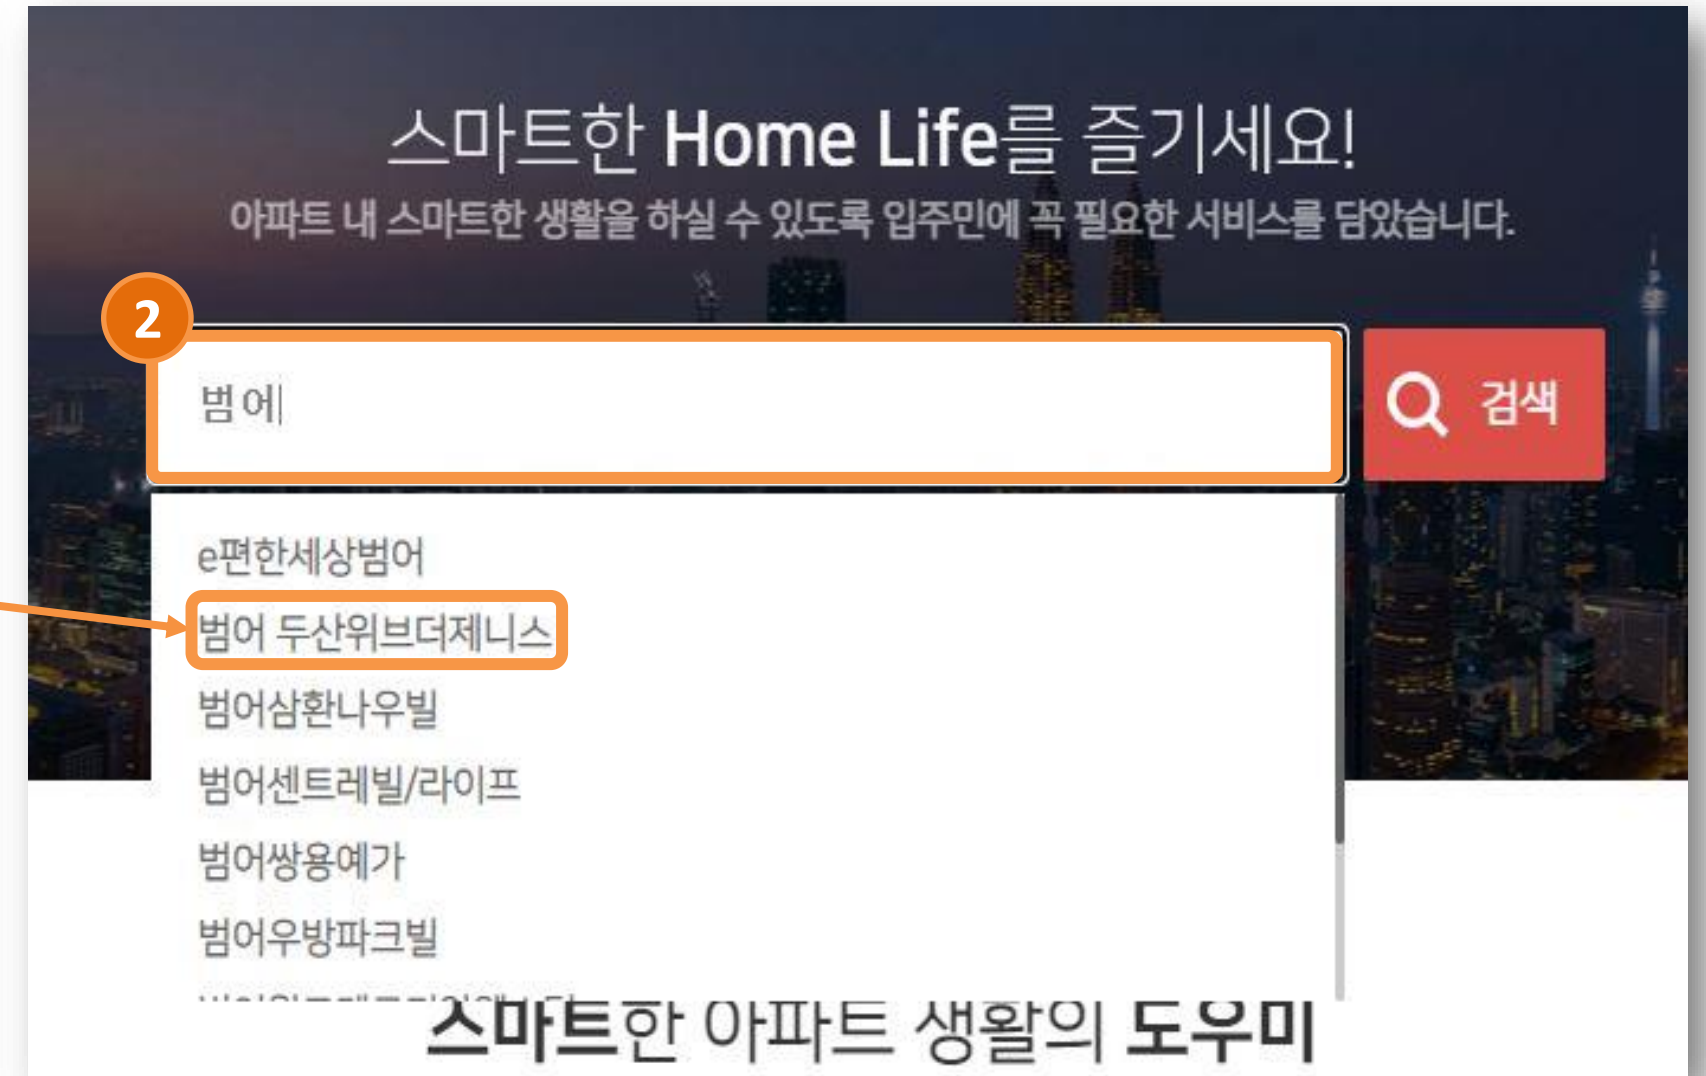 스마트한 Home Life를 즐기세요!
아파트 내 스마트한 생활을 하실 수 있도록 입주민에 꼭 필요한 서비스를 담았습니다.
2
범어
검색
e편한세상범어
범어 두산위브더제니스
범어삼환나우빌
범어센트레빌/라이프
범어쌍용예가
범어우방파크빌
스마트한 아파트 생활의 도우미